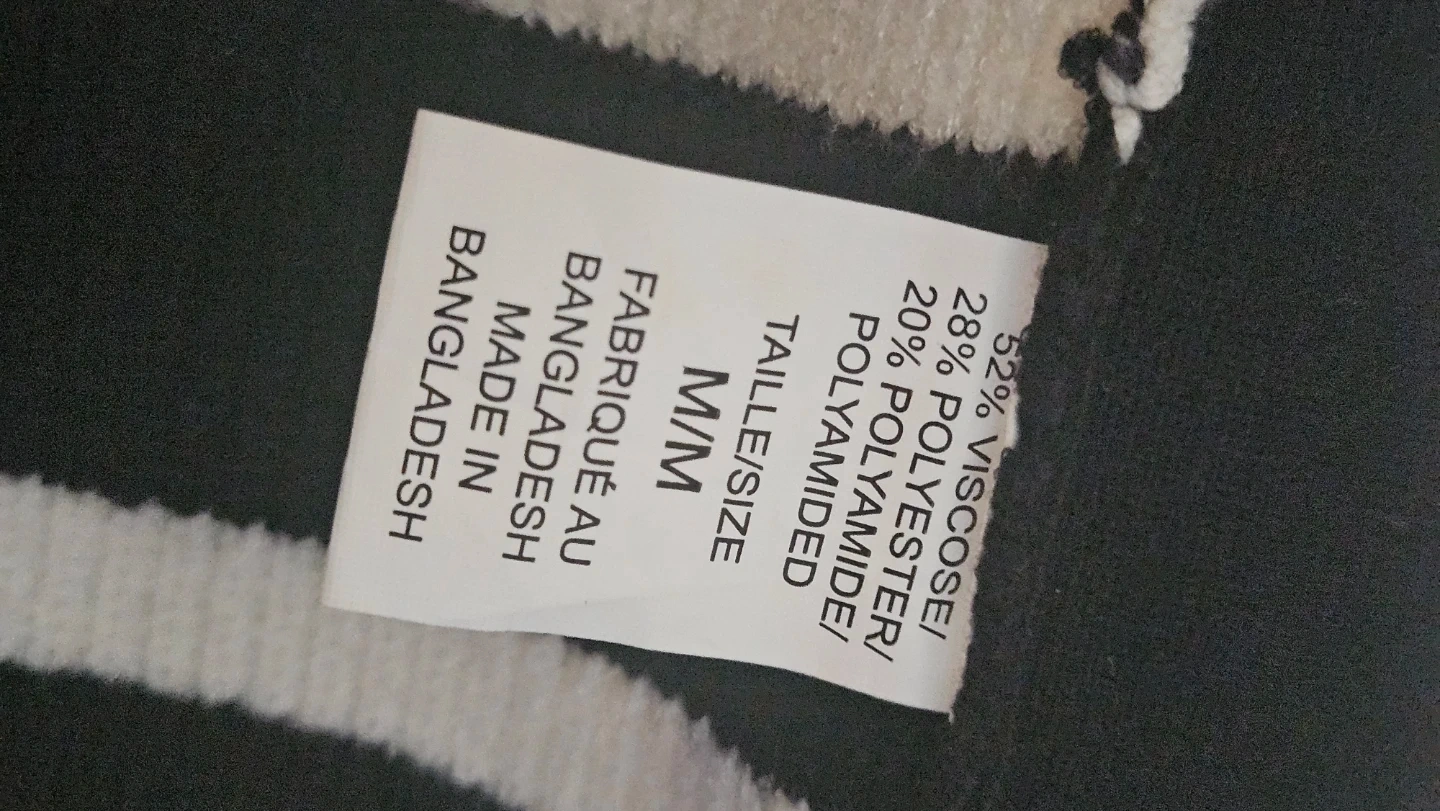 52% VISCOSE/
28% POLYESTER/
20% POLYAMIDE/
POLYAMIDED
TAILLE/SIZE
M/M
FABRIQUÉ AU
BANGLADESH
MADE IN
BANGLADESH